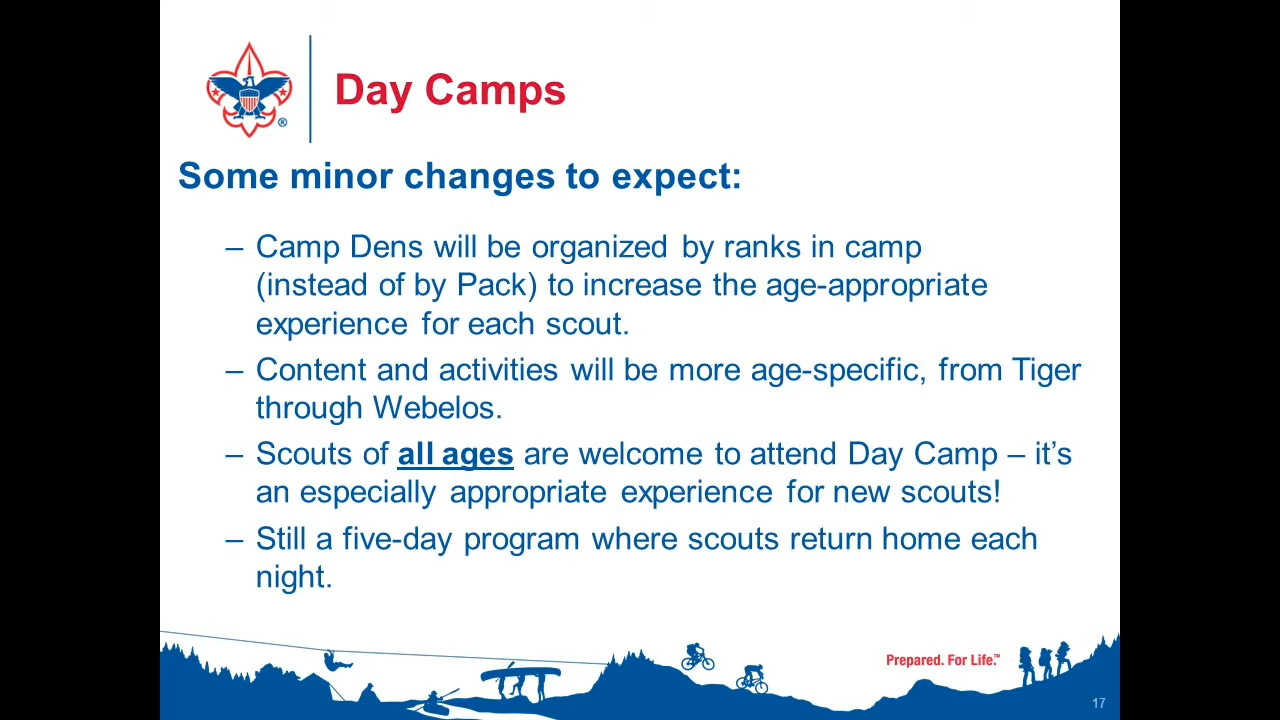 Day Camps
®
Some minor changes to expect:
– Camp Dens will be organized by ranks in camp
(instead of by Pack) to increase the age-appropriate
experience for each scout.
– Content and activities will be more age-specific, from Tiger
through Webelos.
– Scouts of all ages are welcome to attend Day Camp – it’s
an especially appropriate experience for new scouts!
– Still a five-day program where scouts return home each
night.
Prepared. For Life.™
17